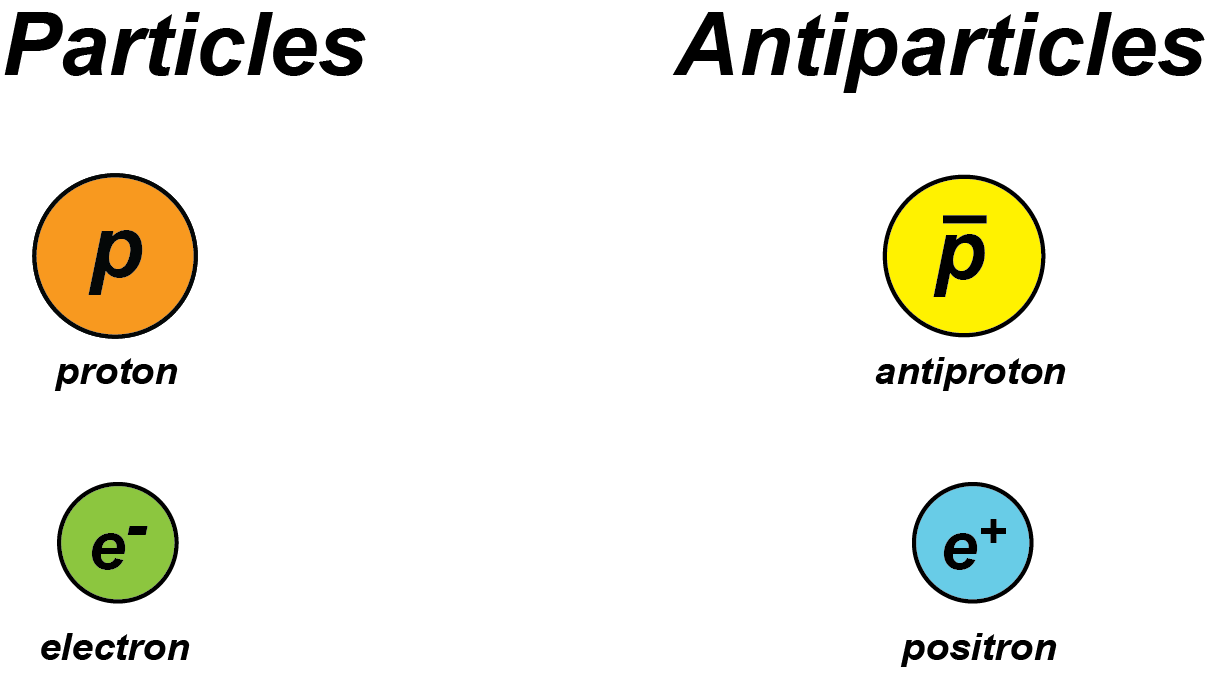 Particles
Antiparticles
p
p̅
proton
antiproton
e⁻
e⁺
electron
positron